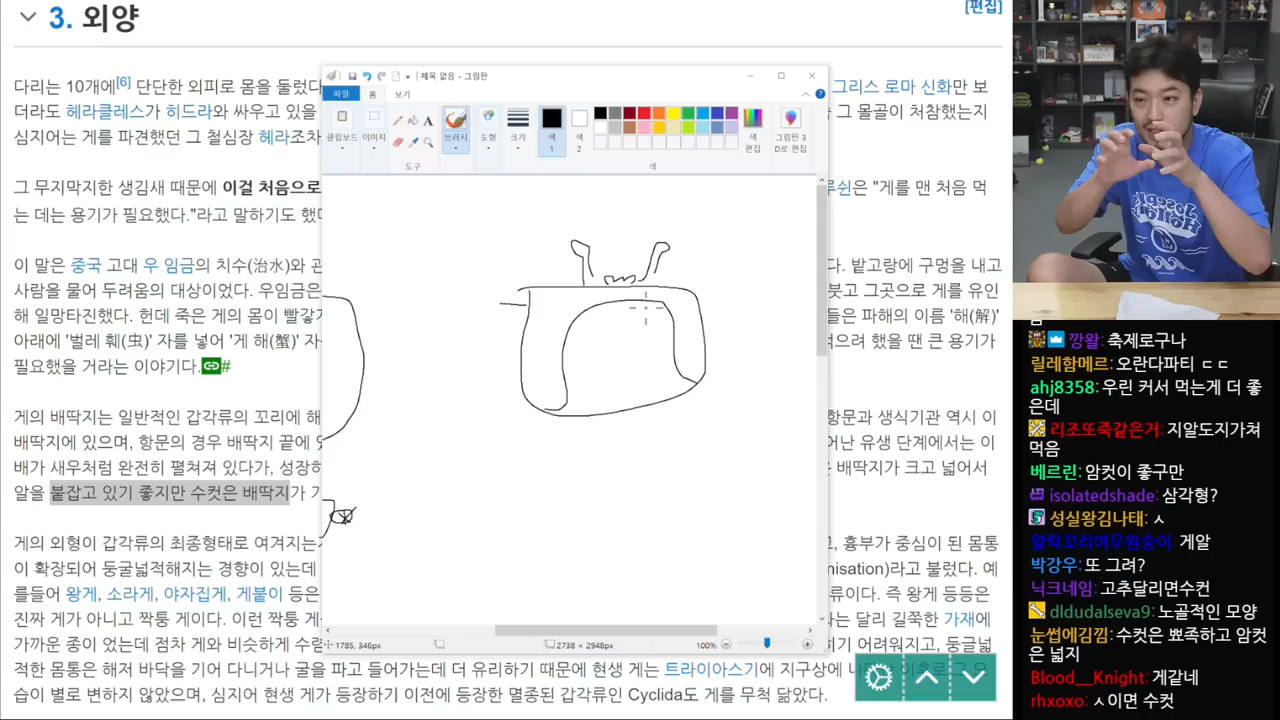 3. 외양
[편집]
다리는 10개에[6] 단단한 외피로 몸을 둘렀다
그리스 로마 신화만 보
더라도 헤라클레스가 히드라와 싸우고 있을
그 몰골이 처참했는지
심지어는 게를 파견했던 그 철심장 헤라조차
그 무지막지한 생김새 때문에 이걸 처음으로
루쉰은 "게를 맨 처음 먹
는 데는 용기가 필요했다."라고 말하기도 했다
이 말은 중국 고대 우 임금의 치수(治水)와 관
다. 밭고랑에 구멍을 내고
사람을 물어 두려움의 대상이었다. 우임금은
붓고 그곳으로 게를 유인
해 일망타진했다. 헌데 죽은 게의 몸이 빨갛게
들은 파해의 이름 '해(解)'
아래에 '벌레 훼(虫)' 자를 넣어 '게 해(蟹)' 자
먹으려 했을 땐 큰 용기가
필요했을 거라는 이야기다.
#
게의 배딱지는 일반적인 갑각류의 꼬리에 해
항문과 생식기관 역시 이
배딱지에 있으며, 항문의 경우 배딱지 끝에 있
어난 유생 단계에서는 이
배가 새우처럼 완전히 펼쳐져 있다가, 성장하
은 배딱지가 크고 넓어서
알을 붙잡고 있기 좋지만 수컷은 배딱지가
게의 외형이 갑각류의 최종형태로 여겨지는
고, 흉부가 중심이 된 몸통
이 확장되어 둥글넓적해지는 경향이 있는데
nisation)라고 불렀다. 예
를들어 왕게, 소라게, 야자집게, 게붙이 등은
류이다. 즉 왕게 등등은
진짜 게가 아니고 짝퉁 게이다. 이런 짝퉁 게
는 달리 길쭉한 가재에
가까운 종이 었는데 점차 게와 비슷하게 수렴
하기 어려워지고, 둥글넓
적한 몸통은 해저 바닥을 기어 다니거나 굴을 파고 들어가는데 더 유리하기 때문에 현생 게는 트라이아스기에 지구상에
습이 별로 변하지 않았으며, 심지어 현생 게가 등장하기 이전에 등장한 멸종된 갑각류인 Cyclida도 게를 무척 닮았다.
제목 없음 - 그림판
파일
홈
보기
클립보드
이미지
A
브러시
도형
크기
색
1
색
2
색
편집
그림판 3
D로 편집
도구
색
1785, 346px
2738 × 2948px
100%
깡왈: 축제로구나
릴레함메르: 오란다파티 ㄷㄷ
ahj8358: 우린 커서 먹는게 더 좋
은데
리조또죽같은거: 지알도지가쳐
먹음
베르린: 암컷이 좋구만
isolatedshade: 삼각형?
성실왕김나태: ㅅ
알락꼬리여우원숭이 게알
박강우: 또 그려?
닉크네임: 고추달리면수컨
dldudalseva9: 노골적인 모양
눈썹에김낌: 수컷은 뾰족하고 암컷
은 넓지
Blood__Knight: 게같네
rhxoxo: ㅅ이면 수컷